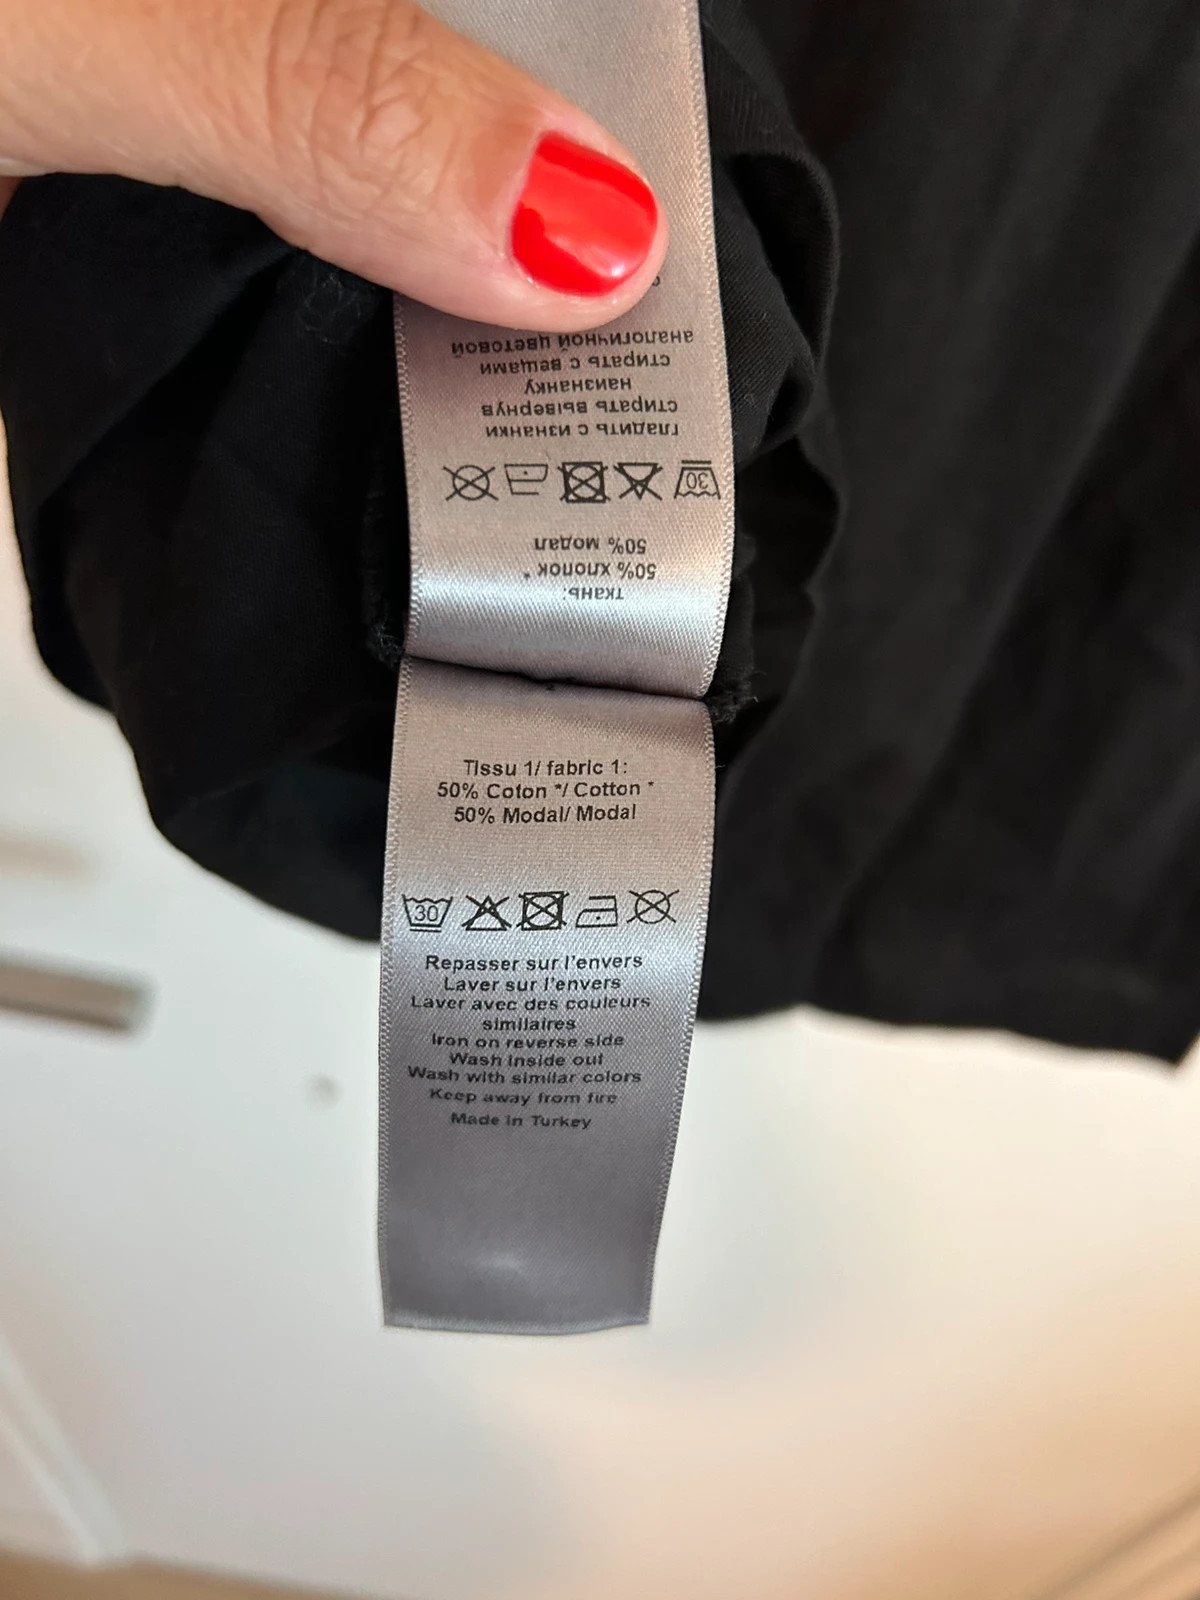 ткань:
50% хлопок *
50% модал
30
гладить с изнанки
стирать вывернув
наизнанку
стирать с вещами
аналогичной цветовой
Tissu 1/ fabric 1:
50% Coton */ Cotton *
50% Modal/ Modal
30
Repasser sur l'envers
Laver sur l'envers
Laver avec des couleurs
similaires
Iron on reverse side
Wash inside out
Wash with similar colors
Keep away from fire
Made in Turkey